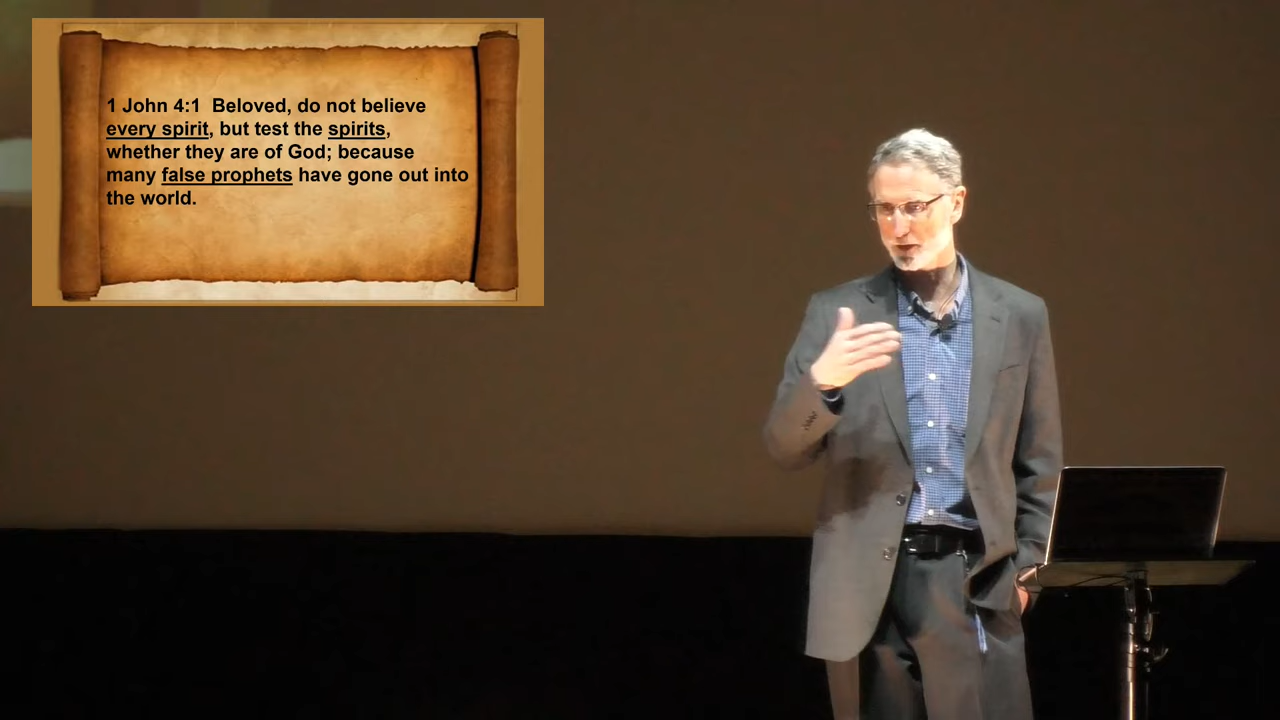 1 John 4:1  Beloved, do not believe
every spirit, but test the spirits,
whether they are of God; because
many false prophets have gone out into
the world.